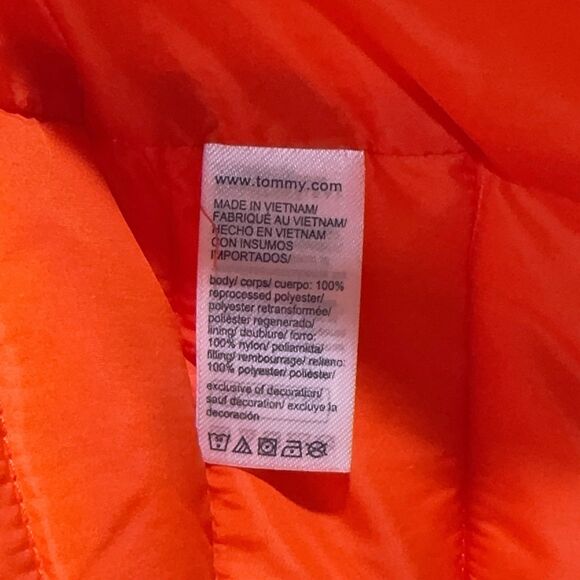 www.tommy.com
MADE IN VIETNAM/
FABRIQUÉ AU VIETNAM/
HECHO EN VIETNAM
CON INSUMOS
IMPORTADOS/
body/ corps/ cuerpo: 100%
reprocessed polyester/
polyester retransformée/
poliéster regenerado/
lining/ doublure/ forro:
100% nylon/ poliamida/
filling/ rembourrage/ relleno:
100% polyester/ poliéster/
exclusive of decoration/
sauf décoration/ excluye la
decoración